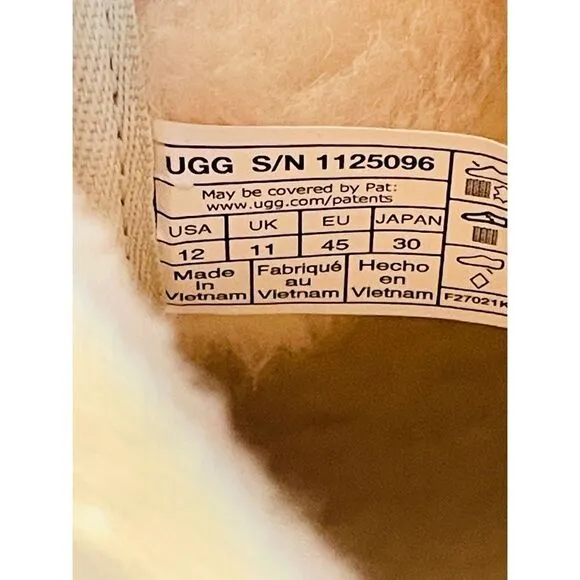 UGG S/N 1125096
May be covered by Pat:
www.ugg.com/patents
USA UK EU JAPAN
12 11 45 30
Made in Vietnam
Fabriqué au Vietnam
Hecho en Vietnam
F27021K